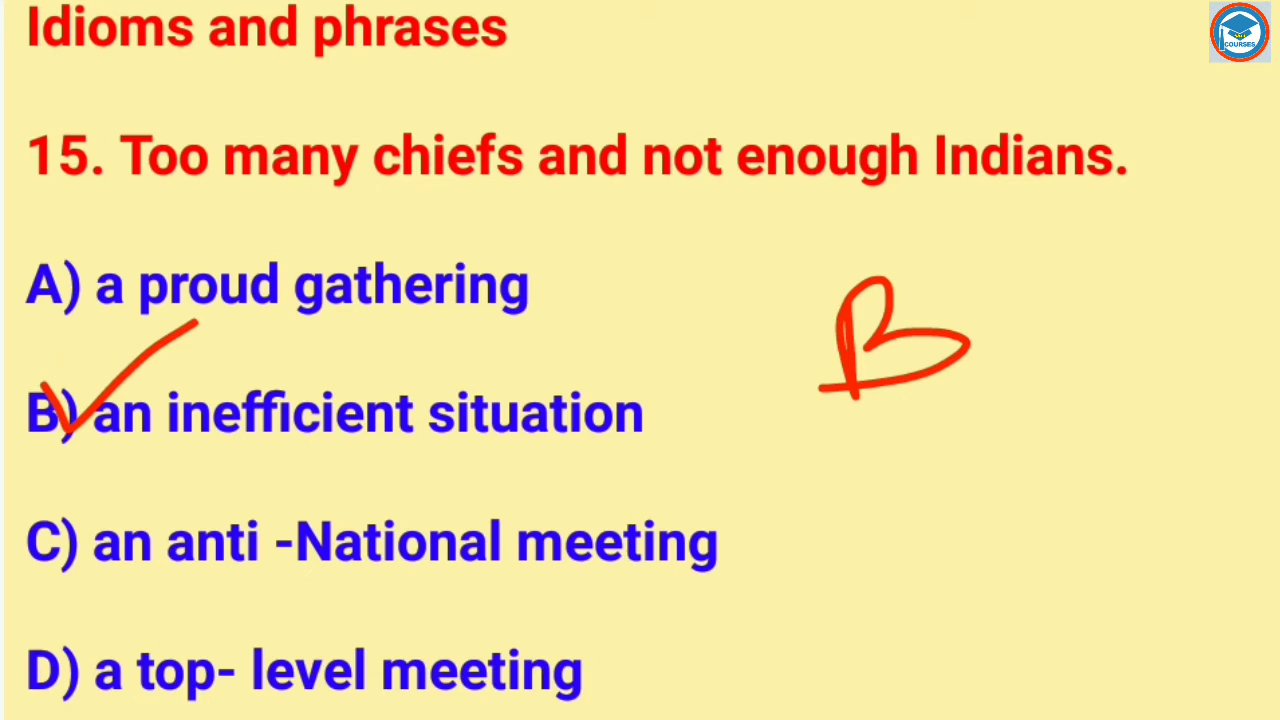 Idioms and phrases
COURSES
15. Too many chiefs and not enough Indians.
A) a proud gathering
B
B) an inefficient situation
C) an anti -National meeting
D) a top- level meeting